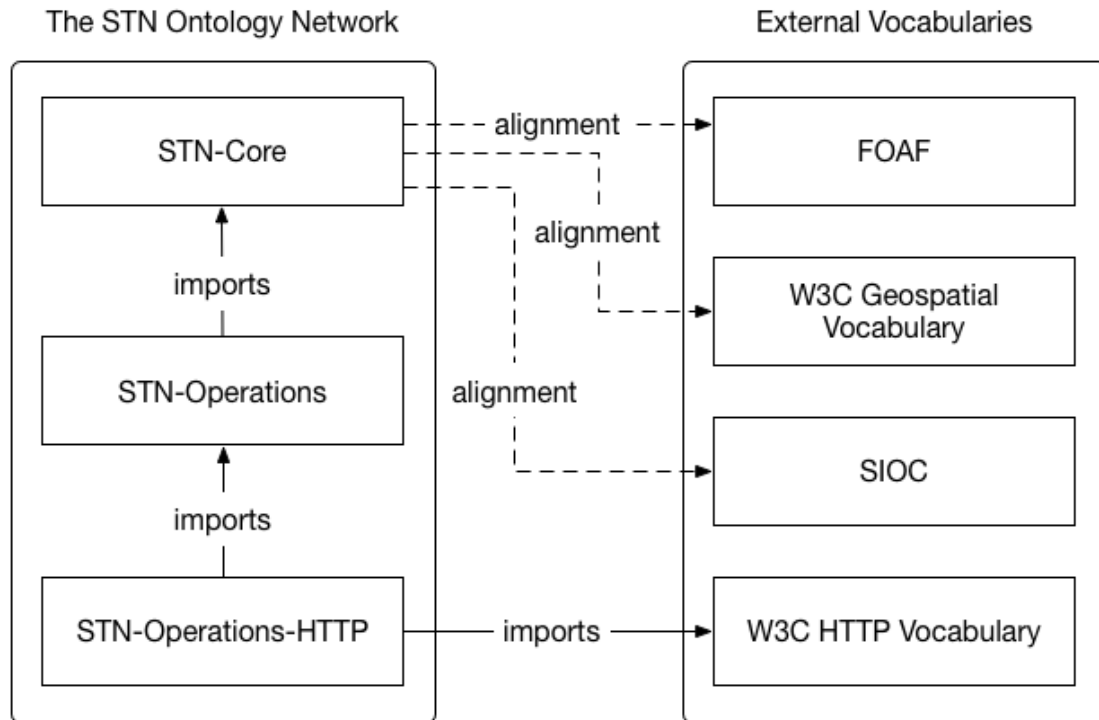 The STN Ontology Network
External Vocabularies
STN-Core
alignment
FOAF
alignment
imports
W3C Geospatial
Vocabulary
STN-Operations
alignment
SIOC
imports
STN-Operations-HTTP
imports
W3C HTTP Vocabulary